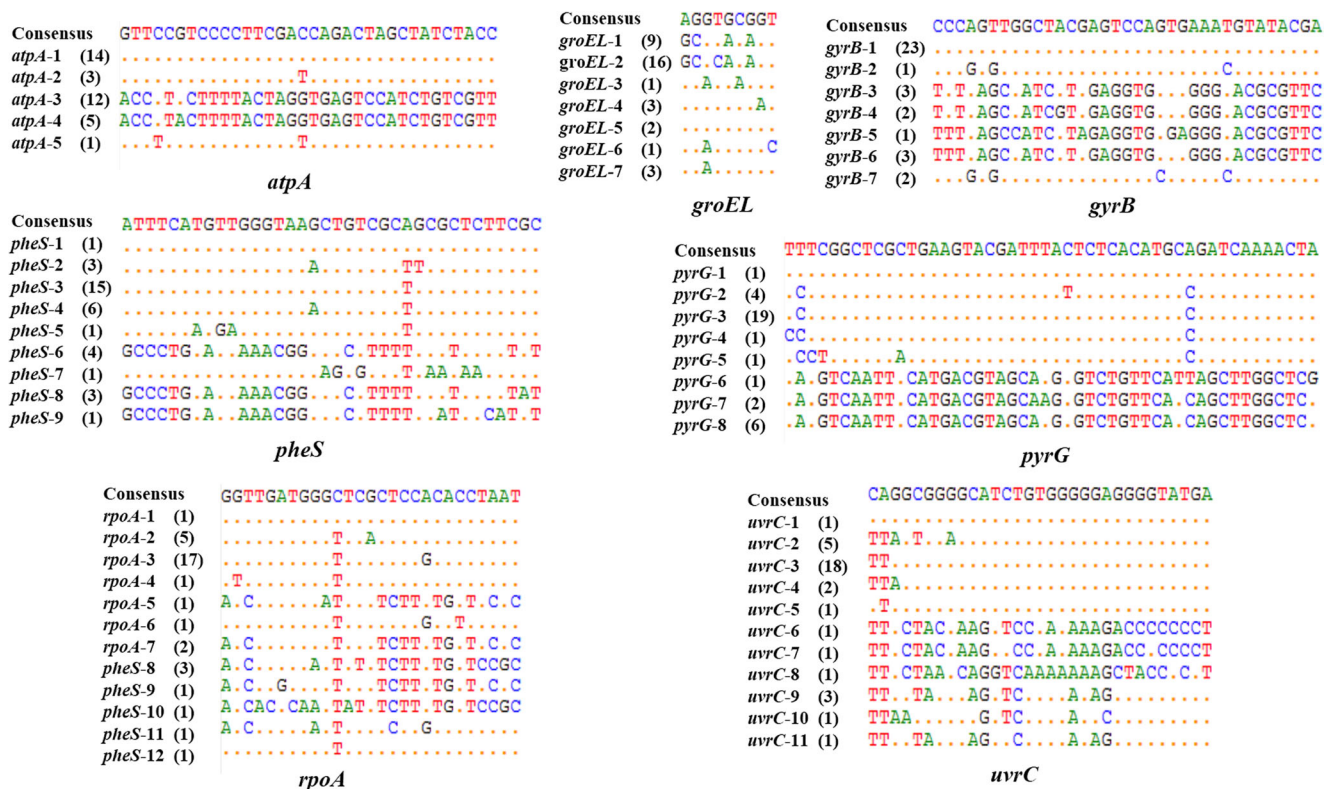 Consensus GTTCCGTCCCCTTCGACCAGACTAGCTATCTACC
atpA-1 (14) ..................................
atpA-2 (3) ................T.................
atpA-3 (12) ACC.T.CTTTTACTAGGTGAGTCCATCTGTCGTT
atpA-4 (5) ACC.TACTTTTACTAGGTGAGTCCATCTGTCGTT
atpA-5 (1) ...T............T.................
atpA
Consensus AGGTGCGGT
groEL-1 (9) GC..A.A..
groEL-2 (16) GC.CA.A..
groEL-3 (1) ..A..A...
groEL-4 (3) .......A.
groEL-5 (2) .........
groEL-6 (1) ..A.....C
groEL-7 (3) ..A......
groEL
Consensus CCCAGTTGGCTACGAGTCCAGTGAAATGTATACGA
gyrB-1 (23) ...................................
gyrB-2 (1) ...G.G....................C........
gyrB-3 (3) T.T.AGC.ATC.T.GAGGTG...GGG.ACGCGTTC
gyrB-4 (2) T.T.AGC.ATCGT.GAGGTG...GGG.ACGCGTTC
gyrB-5 (1) TTT.AGCCATC.TAGAGGTG.GAGGG.ACGCGTTC
gyrB-6 (3) TTT.AGC.ATC.T.GAGGTG...GGG.ACGCGTTC
gyrB-7 (2) ...G.G..............C.....C........
gyrB
Consensus ATTTCATGTTGGGTAAGCTGTCGCAGCGCTCTTCGC
pheS-1 (1) ....................................
pheS-2 (3) ................A.......TT..........
pheS-3 (15) ........................T...........
pheS-4 (6) ................A.......T...........
pheS-5 (1) ......A.GA..............T...........
pheS-6 (4) GCCCTG.A..AAACGG...C.TTTT...T....T.T
pheS-7 (1) .................AG.G...T.AA.AA.....
pheS-8 (3) GCCCTG.A..AAACGG...C.TTTT...T....TAT
pheS-9 (1) GCCCTG.A..AAACGG...C.TTTT..AT..CAT.T
pheS
Consensus TTTCGGCTCGCTGAAGTACGATTTACTCTCACATGCAGATCAAAACTA
pyrG-1 (1) ................................................
pyrG-2 (4) .C.......................T..........C...........
pyrG-3 (19) .C..................................C...........
pyrG-4 (1) CC..................................C...........
pyrG-5 (1) .CCT......A.........................C...........
pyrG-6 (1) .A.GTCAATT.CATGACGTAGCA.G.GTCTGTTCATTAGCTTGGCTCG
pyrG-7 (2) .A.GTCAATT.CATGACGTAGCAAG.GTCTGTTCA.CAGCTTGGCTC.
pyrG-8 (6) .A.GTCAATT.CATGACGTAGCA.G.GTCTGTTCA.CAGCTTGGCTC.
pyrG
Consensus GGTTGATGGGCTCGCTCCACACCTAAT
rpoA-1 (1) ...........................
rpoA-2 (5) ..........T..A.............
rpoA-3 (17) ..........T.......G........
rpoA-4 (1) .T........T................
rpoA-5 (1) A.C......AT...TCTT.TG.T.C.C
rpoA-6 (1) ..........T.......G..T.....
rpoA-7 (2) A.C.......T...TCTT.TG.T.C.C
pheS-8 (3) A.C.....A.T.T.TCTT.TG.TCCGC
pheS-9 (1) A.C..G....T...TCTT.TG.T.C.C
pheS-10 (1) A.CAC.CAA.TAT.TCTT.TG.TCCGC
pheS-11 (1) A.C.....A.T....C..G........
pheS-12 (1) ..........T................
rpoA
Consensus CAGGCGGGGCATCTGTGGGGGAGGGGTATGA
uvrC-1 (1) ...............................
uvrC-2 (5) TTA.T..A.......................
uvrC-3 (18) TT.............................
uvrC-4 (2) TTA............................
uvrC-5 (1) .T.............................
uvrC-6 (1) TT.CTAC.AAG.TCC.A.AAAGACCCCCCCT
uvrC-7 (1) TT.CTAC.AAG..CC.A.AAAGACC.CCCCT
uvrC-8 (1) TT.CTAA.CAGGTCAAAAAAAGCTACC.C.T
uvrC-9 (3) TT..TA...AG.TC....A.AG.........
uvrC-10 (1) TTAA......G.TC....A..C.........
uvrC-11 (1) TT..TA...AG..C....A.AG.........
uvrC